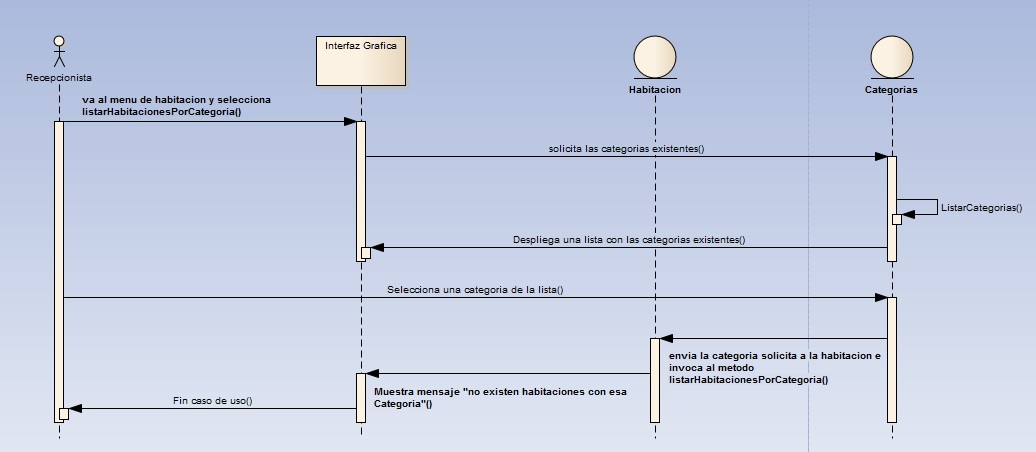 Interfaz Grafica
Recepcionista
Habitacion
Categorias
va al menu de habitacion y selecciona
listarHabitacionesPorCategoria()
solicita las categorias existentes()
ListarCategorias()
Despliega una lista con las categorias existentes()
Selecciona una categoria de la lista()
envia la categoria solicita a la habitacion e
invoca al metodo
listarHabitacionesPorCategoria()
Muestra mensaje "no existen habitaciones con esa
Categoria"()
Fin caso de uso()